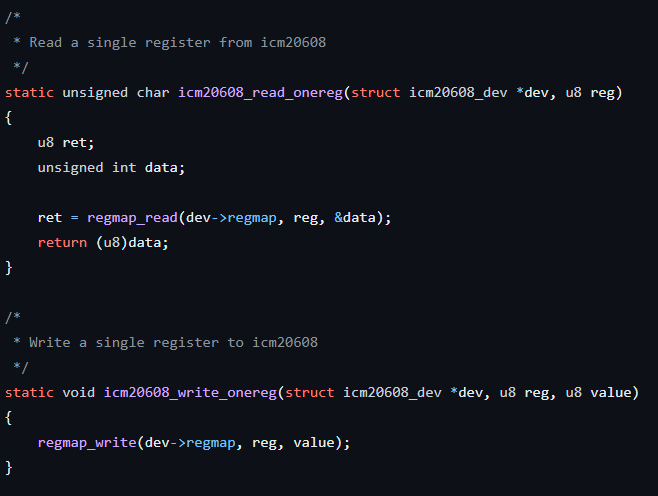 /*
 * Read a single register from icm20608
 */
static unsigned char icm20608_read_onereg(struct icm20608_dev *dev, u8 reg)
{
    u8 ret;
    unsigned int data;

    ret = regmap_read(dev->regmap, reg, &data);
    return (u8)data;
}

/*
 * Write a single register to icm20608
 */
static void icm20608_write_onereg(struct icm20608_dev *dev, u8 reg, u8 value)
{
    regmap_write(dev->regmap, reg, value);
}